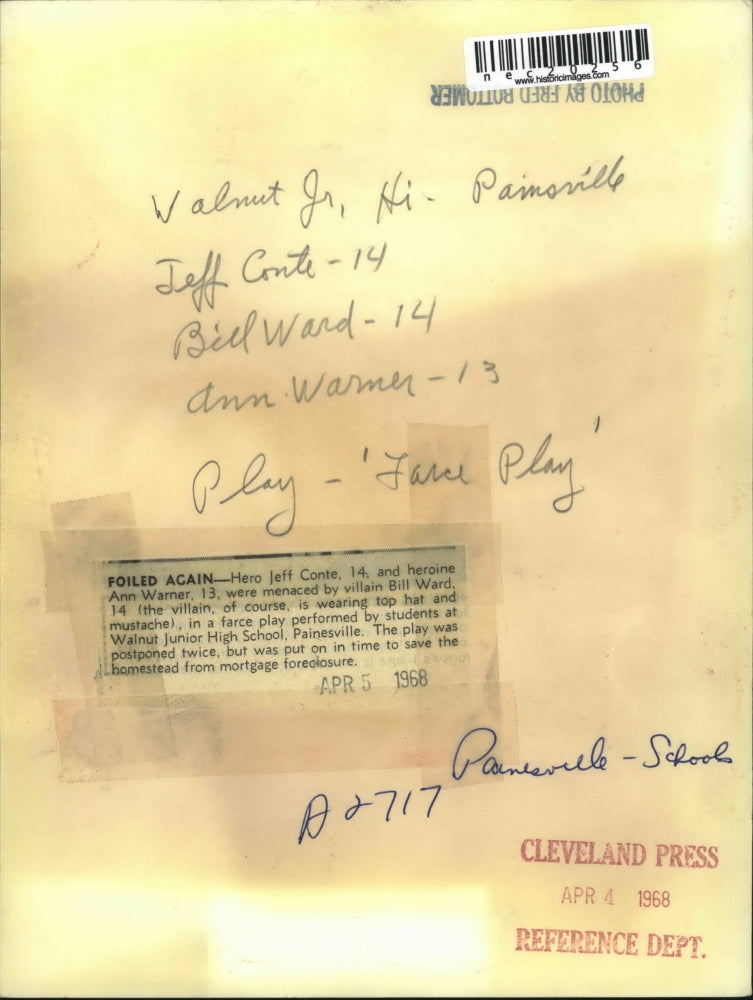 nec20256
www.historicimages.com
PHOTO BY FRED BOTTOMER
Walnut Jr, Hi- Painsville
Jeff Conte - 14
Bill Ward - 14
Ann Warner - 13
Play - 'Farce Play'
FOILED AGAIN—Hero Jeff Conte, 14, and heroine
Ann Warner, 13, were menaced by villain Bill Ward,
14 (the villain, of course, is wearing top hat and
mustache), in a farce play performed by students at
Walnut Junior High School, Painesville. The play was
postponed twice, but was put on in time to save the
homestead from mortgage foreclosure.
APR 5 1968
Painesville - Schools
A2717
CLEVELAND PRESS
APR 4 1968
REFERENCE DEPT.